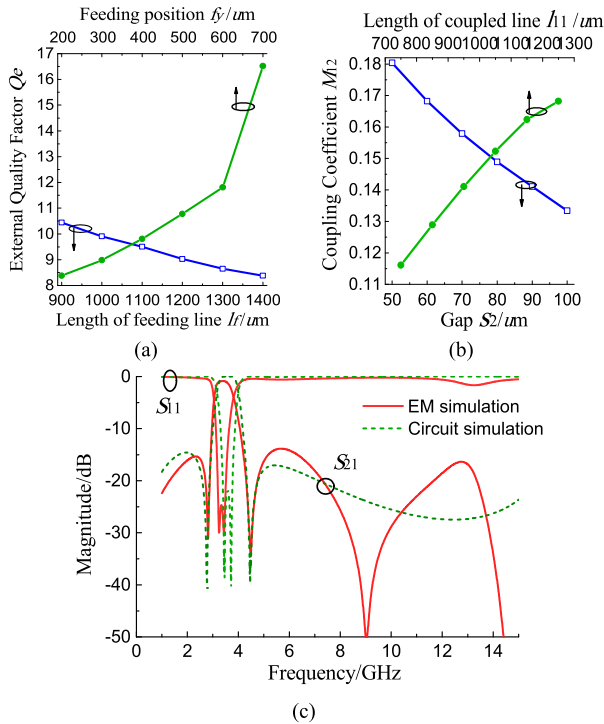 Feeding position fy/um
200 300 400 500 600 700
External Quality Factor Qe
17
16
15
14
13
12
11
10
9
8
900 1000 1100 1200 1300 1400
Length of feeding line lf/um
(a)
Length of coupled line l11/um
700 800 900 950 1000 1100 1150 1200 1250 1300
Coupling Coefficient M12
0.18
0.17
0.16
0.15
0.14
0.13
0.12
0.11
50 60 70 80 90 100
Gap S2/um
(b)
Magnitude/dB
0
-10
-20
-30
-40
-50
S11
S21
EM simulation
Circuit simulation
0 2 4 6 8 10 12 14
Frequency/GHz
(c)